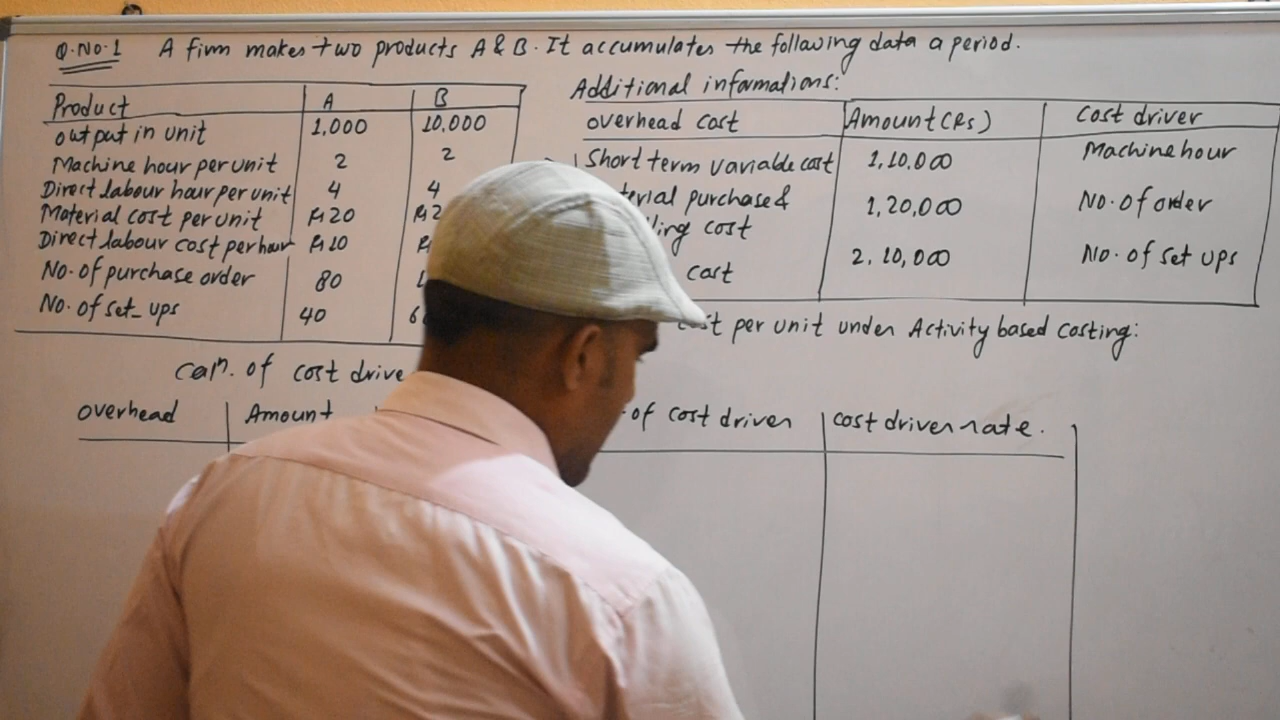 Q.No.1 A firm makes two products A & B. It accumulates the following data a period.
Product A B
output in unit 1,000 10,000
Machine hour per unit 2 2
Direct labour hour per unit 4 4
Material cost per unit Rs 20
Direct labour cost per hour Rs 10
No. of purchase order 80
No. of set-ups 40
Additional informations:
overhead cost Amount (Rs) Cost driver
Short term variable cost 1,10,000 Machine hour
purchased &
cost 1,20,000 No. of order
cost 2,10,000 No. of set ups
per unit under Activity based costing:
caln. of cost
overhead Amount of cost driver cost driver rate.